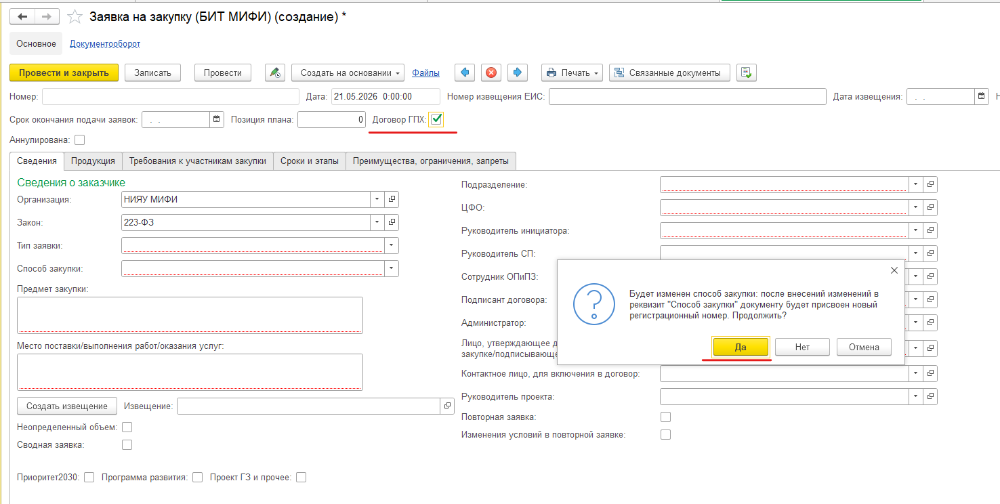 Заявка на закупку (БИТ МИФИ) (создание) *
Основное Документооборот
Провести и закрыть Записать Провести Создать на основании Файлы Печать Связанные документы
Номер: Дата: 21.05.2026 0:00:00 Номер извещения ЕИС: Дата извещения: . . Н
Срок окончания подачи заявок: . . Позиция плана: 0 Договор ГПХ:
Аннулирована:
Сведения Продукция Требования к участникам закупки Сроки и этапы Преимущества, ограничения, запреты
Сведения о заказчике
Организация: НИЯУ МИФИ
Закон: 223-ФЗ
Тип заявки:
Способ закупки:
Предмет закупки:
Место поставки/выполнения работ/оказания услуг:
Создать извещение Извещение:
Неопределенный объем:
Сводная заявка:
Приоритет2030: Программа развития: Проект ГЗ и прочее:
Подразделение:
ЦФО:
Руководитель инициатора:
Руководитель СП:
Сотрудник ОПиПЗ:
Подписант договора:
Администратор:
Лицо, утверждающее д
закупке/подписывающе
Контактное лицо, для включения в договор:
Руководитель проекта:
Повторная заявка:
Изменения условий в повторной заявке:
Будет изменен способ закупки: после внесений изменений в
реквизит "Способ закупки" документу будет присвоен новый
регистрационный номер. Продолжить?
Да Нет Отмена